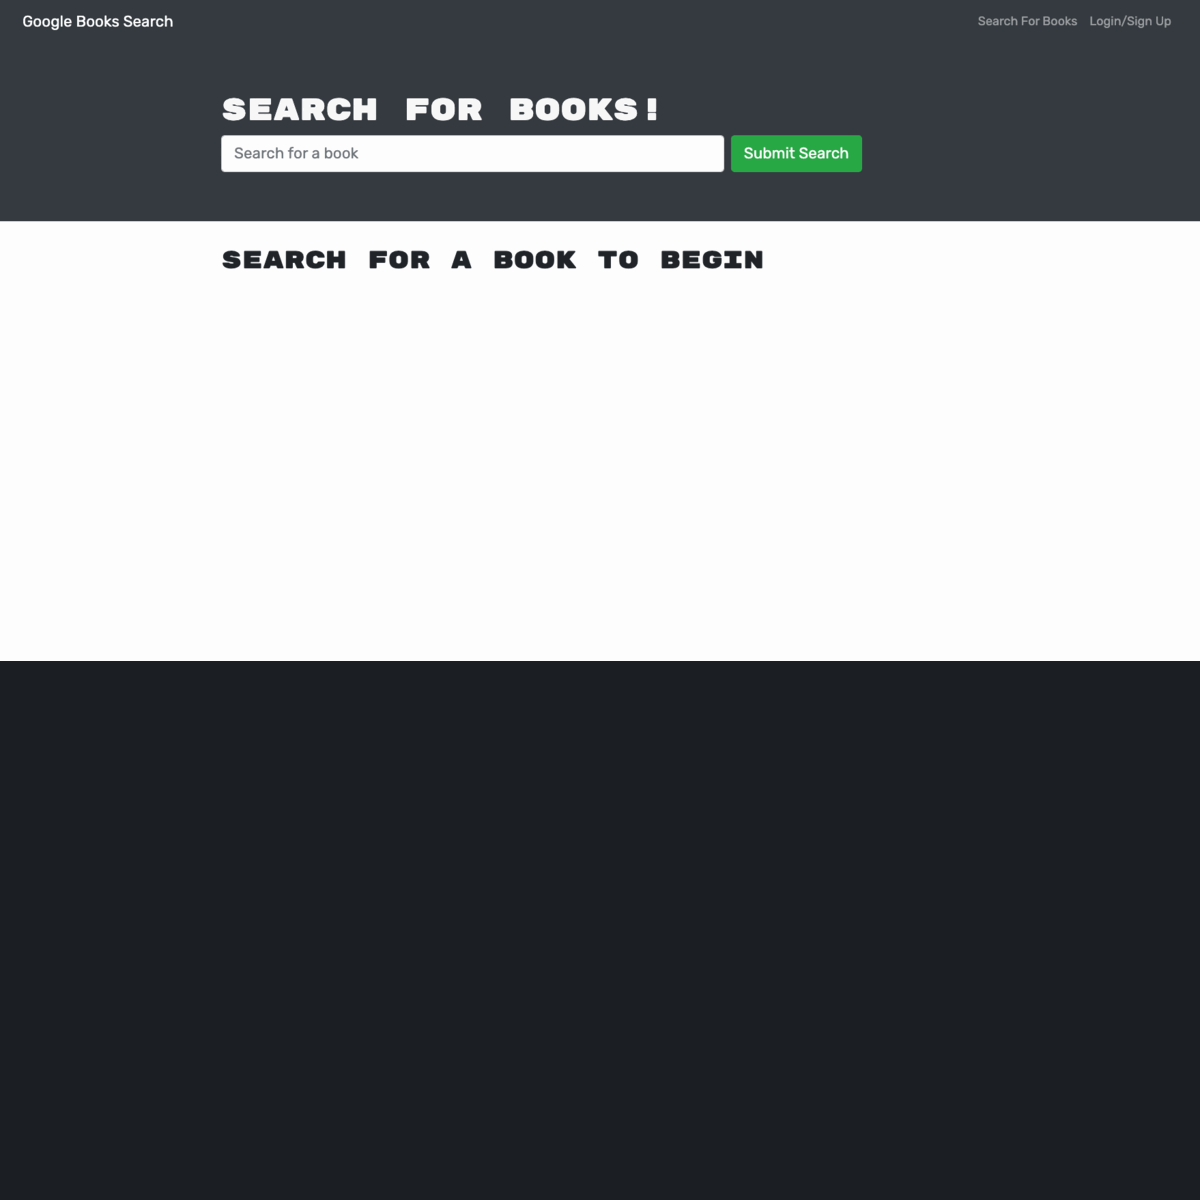 Google Books Search
Search For Books
Login/Sign Up
SEARCH FOR BOOKS!
Search for a book
Submit Search
SEARCH FOR A BOOK TO BEGIN